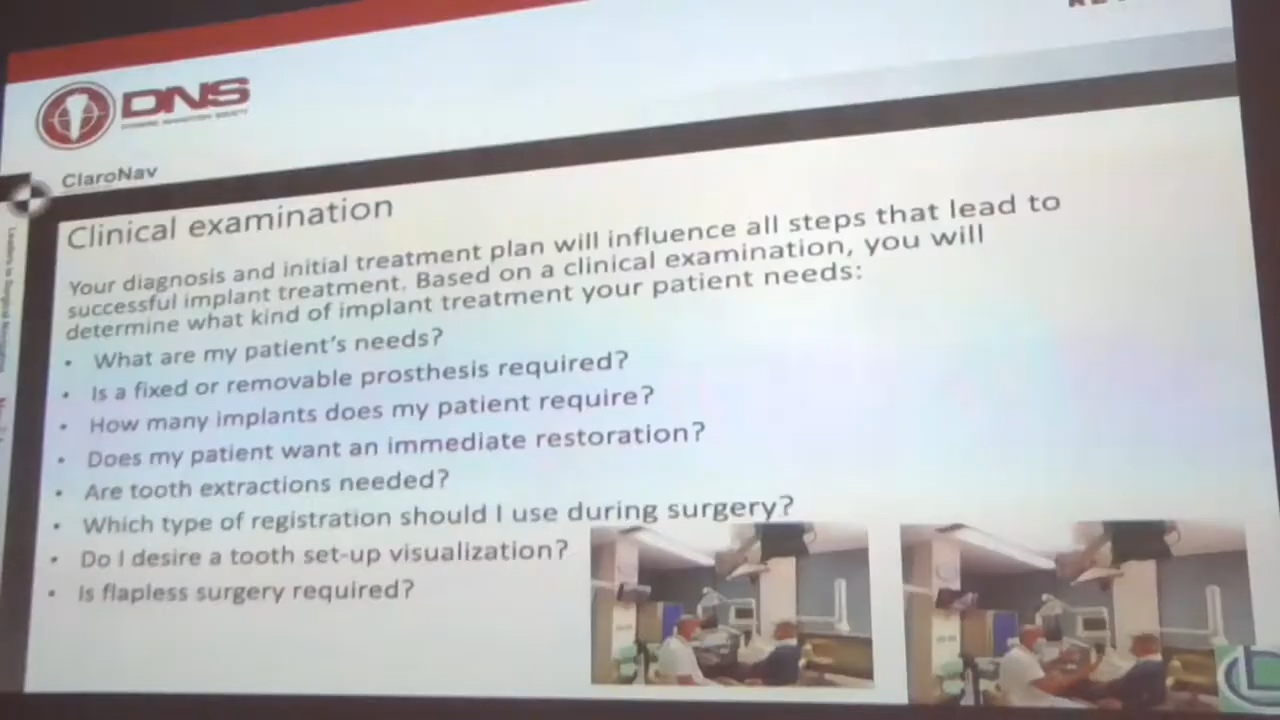 DNS
DYNAMIC NAVIGATION SOCIETY
ClaroNav
Clinical examination
Your diagnosis and initial treatment plan will influence all steps that lead to
successful implant treatment. Based on a clinical examination, you will
determine what kind of implant treatment your patient needs:
• What are my patient's needs?
• Is a fixed or removable prosthesis required?
• How many implants does my patient require?
• Does my patient want an immediate restoration?
• Are tooth extractions needed?
• Which type of registration should I use during surgery?
• Do I desire a tooth set-up visualization?
• Is flapless surgery required?